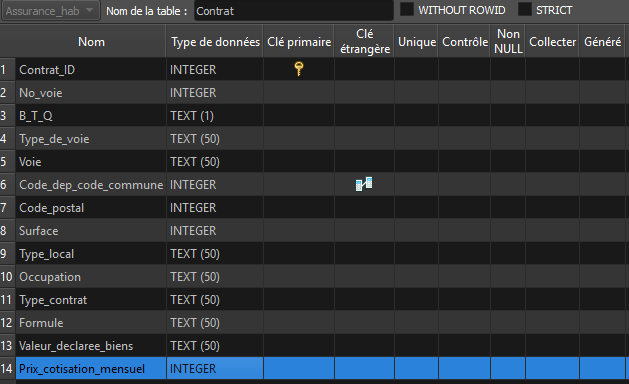 Assurance_hab Nom de la table : Contrat WITHOUT ROWID STRICT
Nom Type de données Clé primaire Clé étrangère Unique Contrôle Non NULL Collecter Généré
1 Contrat_ID INTEGER
2 No_voie INTEGER
3 B_T_Q TEXT (1)
4 Type_de_voie TEXT (50)
5 Voie TEXT (50)
6 Code_dep_code_commune INTEGER
7 Code_postal INTEGER
8 Surface INTEGER
9 Type_local TEXT (50)
10 Occupation TEXT (50)
11 Type_contrat TEXT (50)
12 Formule TEXT (50)
13 Valeur_declaree_biens TEXT (50)
14 Prix_cotisation_mensuel INTEGER